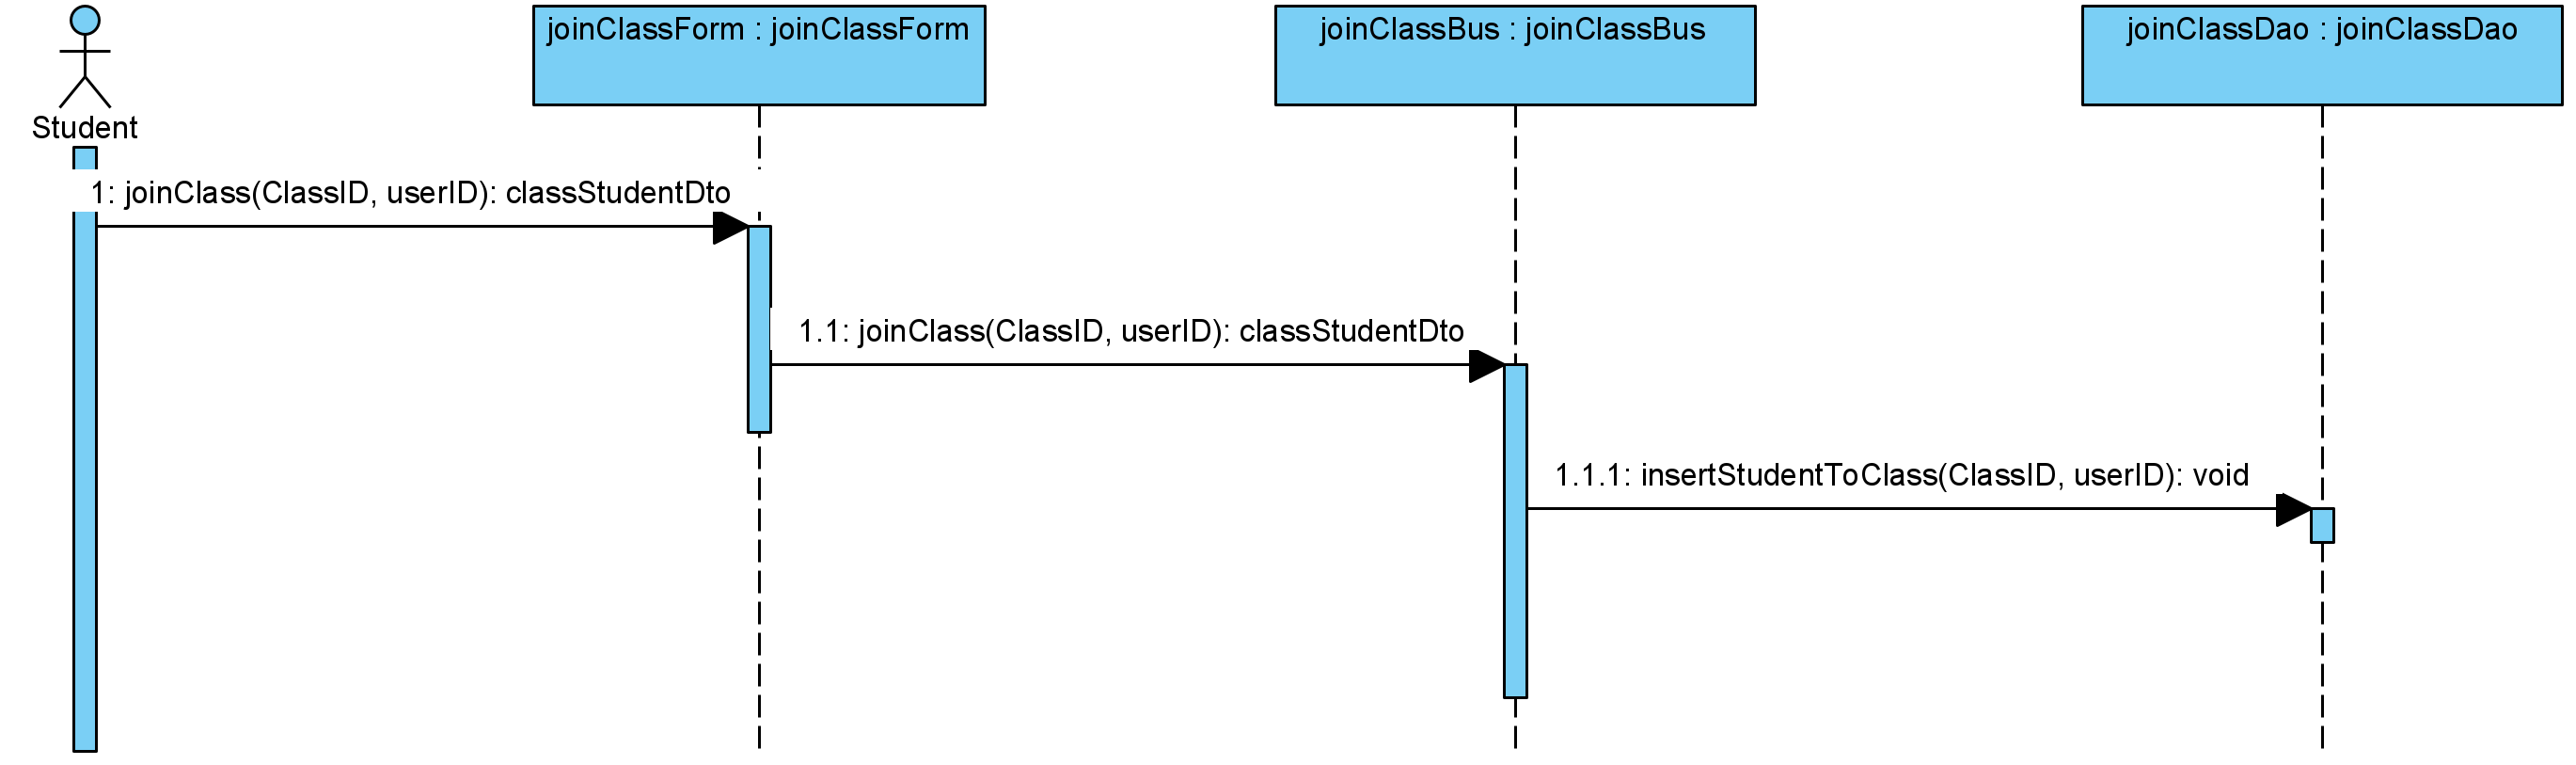 joinClassForm : joinClassForm
joinClassBus : joinClassBus
joinClassDao : joinClassDao
Student
1: joinClass(ClassID, userID): classStudentDto
1.1: joinClass(ClassID, userID): classStudentDto
1.1.1: insertStudentToClass(ClassID, userID): void